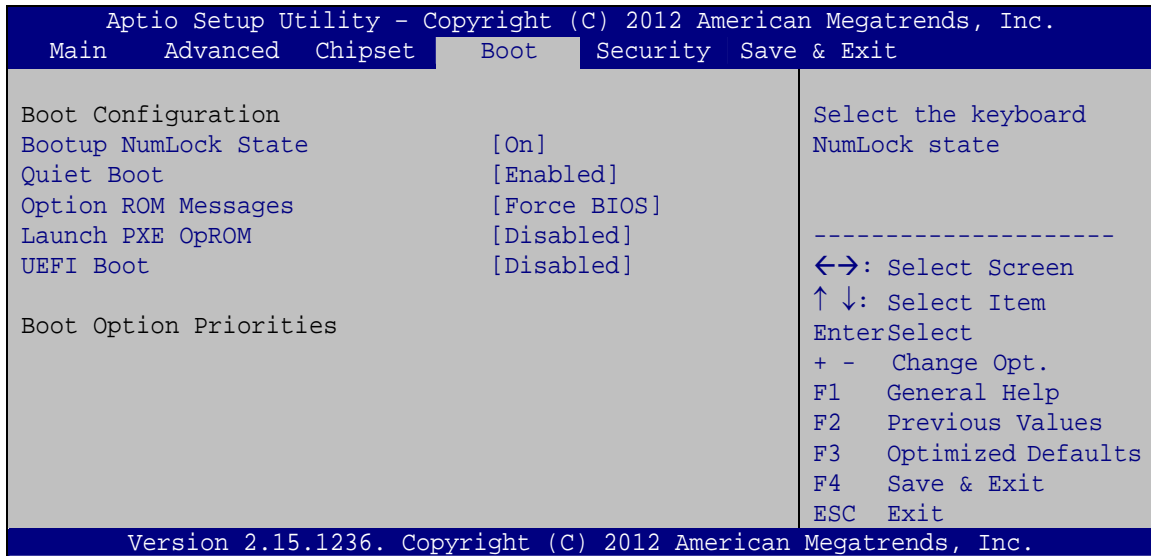 Aptio Setup Utility – Copyright (C) 2012 American Megatrends, Inc.
Main Advanced Chipset Boot Security Save & Exit
Boot Configuration
Bootup NumLock State [On]
Quiet Boot [Enabled]
Option ROM Messages [Force BIOS]
Launch PXE OpROM [Disabled]
UEFI Boot [Disabled]
Boot Option Priorities
Select the keyboard
NumLock state
---------------------
←→: Select Screen
↑ ↓: Select Item
EnterSelect
+ - Change Opt.
F1 General Help
F2 Previous Values
F3 Optimized Defaults
F4 Save & Exit
ESC Exit
Version 2.15.1236. Copyright (C) 2012 American Megatrends, Inc.